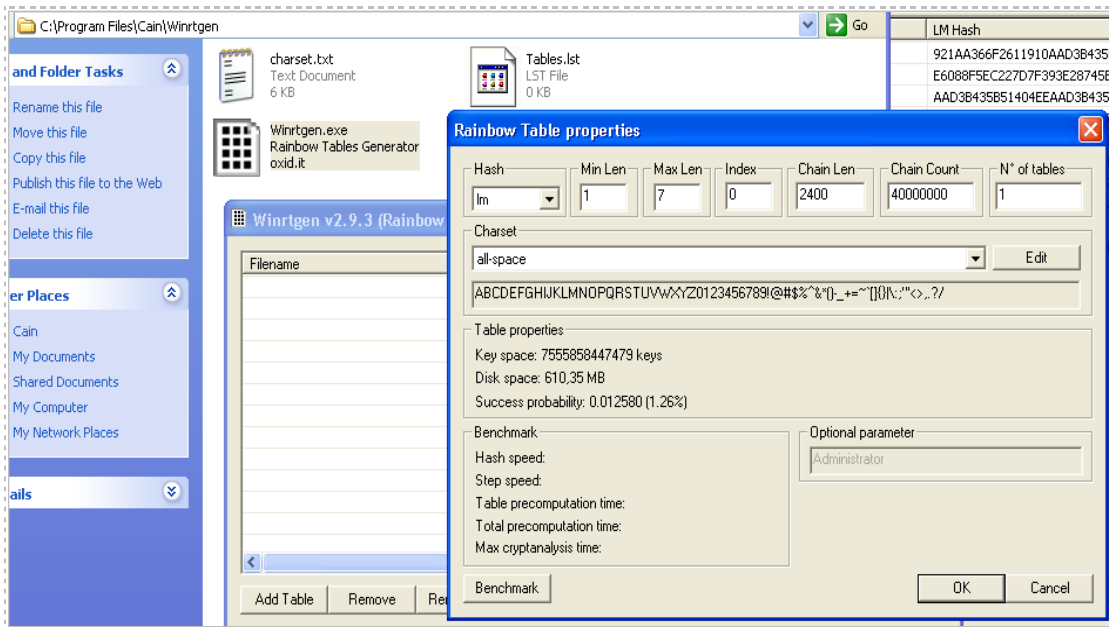 C:\Program Files\Cain\Winrtgen
Go
LM Hash
921AA366F2611910AAD3B435
E6088F5EC227D7F393E28745E
AAD3B435B51404EEAAD3B435
and Folder Tasks
Rename this file
Move this file
Copy this file
Publish this file to the Web
E-mail this file
Delete this file
er Places
Cain
My Documents
Shared Documents
My Computer
My Network Places
ails
charset.txt
Text Document
6 KB
Tables.lst
LST File
0 KB
Winrtgen.exe
Rainbow Tables Generator
oxid.it
Winrtgen v2.9.3 (Rainbow
Filename
Add Table Remove Rei
Rainbow Table properties
Hash Min Len Max Len Index Chain Len Chain Count N° of tables
lm 1 7 0 2400 40000000 1
Charset
all-space Edit
ABCDEFGHIJKLMNOPQRSTUVWXYZ0123456789!@#$%^&*()-_+=~`[]{}|\:;"'<>,.?/
Table properties
Key space: 7555858447479 keys
Disk space: 610,35 MB
Success probability: 0.012580 (1.26%)
Benchmark
Hash speed:
Step speed:
Table precomputation time:
Total precomputation time:
Max cryptanalysis time:
Optional parameter
Administrator
Benchmark OK Cancel